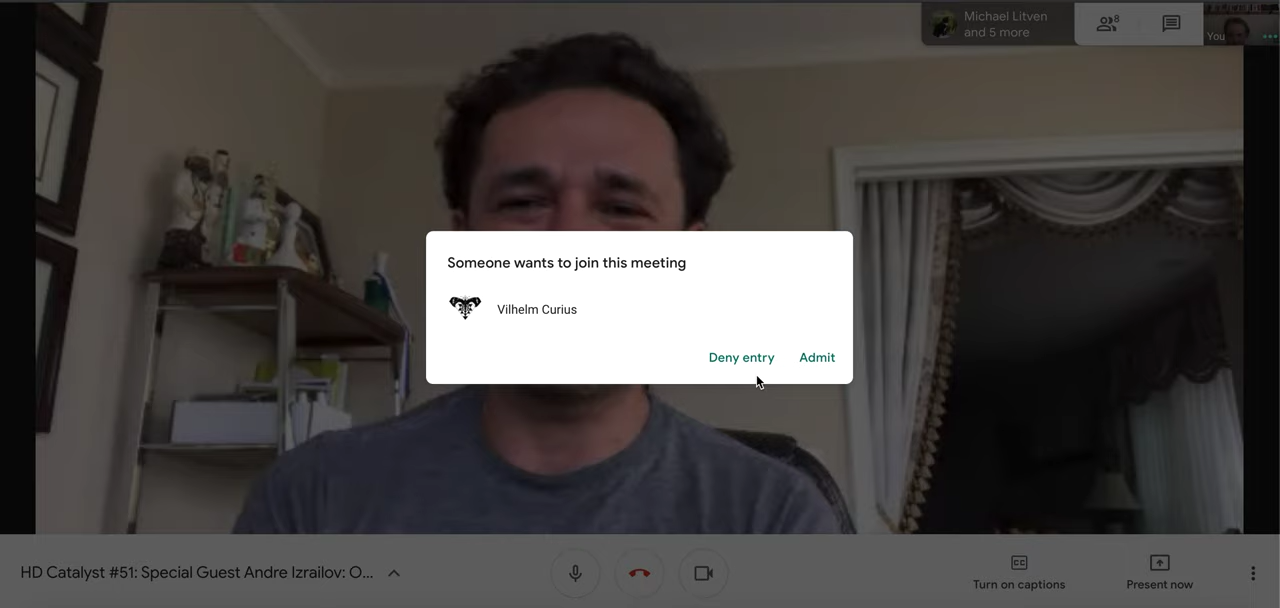 Michael Litven
and 5 more
8
You
Someone wants to join this meeting
Vilhelm Curius
Deny entry
Admit
HD Catalyst #51: Special Guest Andre Izrailov: O...
Turn on captions
Present now